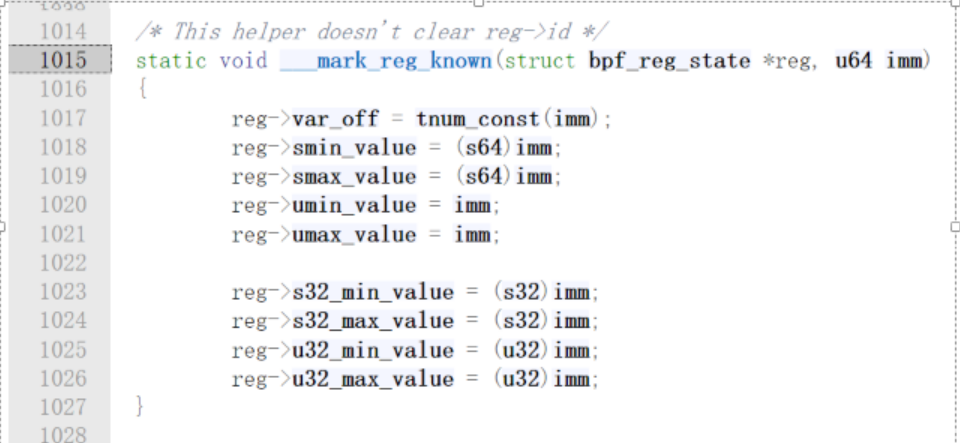 1014 /* This helper doesn't clear reg->id */
1015 static void ___mark_reg_known(struct bpf_reg_state *reg, u64 imm)
1016 {
1017 reg->var_off = tnum_const(imm);
1018 reg->smin_value = (s64)imm;
1019 reg->smax_value = (s64)imm;
1020 reg->umin_value = imm;
1021 reg->umax_value = imm;
1022
1023 reg->s32_min_value = (s32)imm;
1024 reg->s32_max_value = (s32)imm;
1025 reg->u32_min_value = (u32)imm;
1026 reg->u32_max_value = (u32)imm;
1027 }
1028